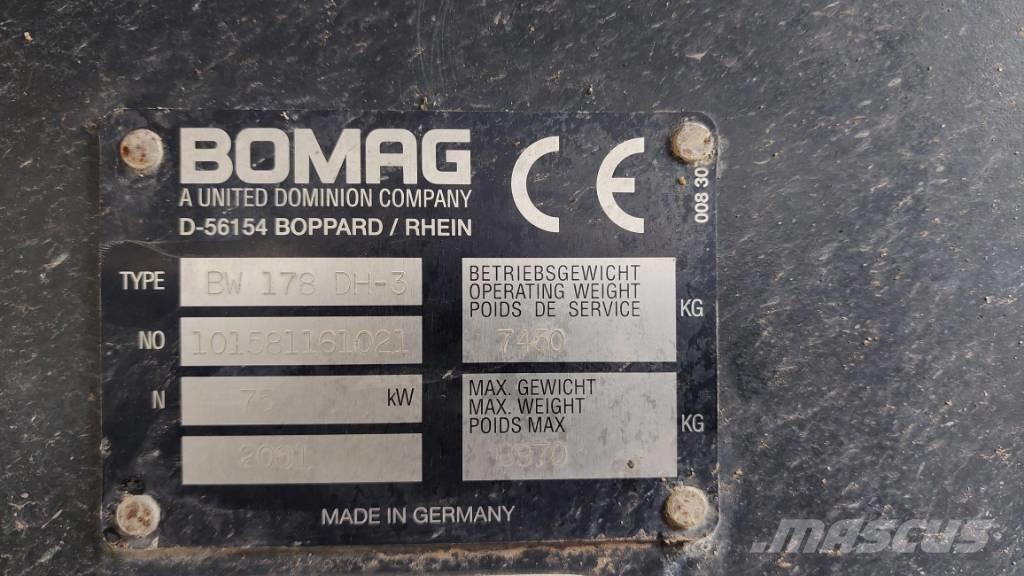 BOMAG
A UNITED DOMINION COMPANY
D-56154 BOPPARD / RHEIN
CE
008 30
TYPE BW 178 DH-3
NO 101581161021
N kW
2001
BETRIEBSGEWICHT
OPERATING WEIGHT
POIDS DE SERVICE
7450 KG
MAX. GEWICHT
MAX. WEIGHT
POIDS MAX
KG
MADE IN GERMANY
MASCUS